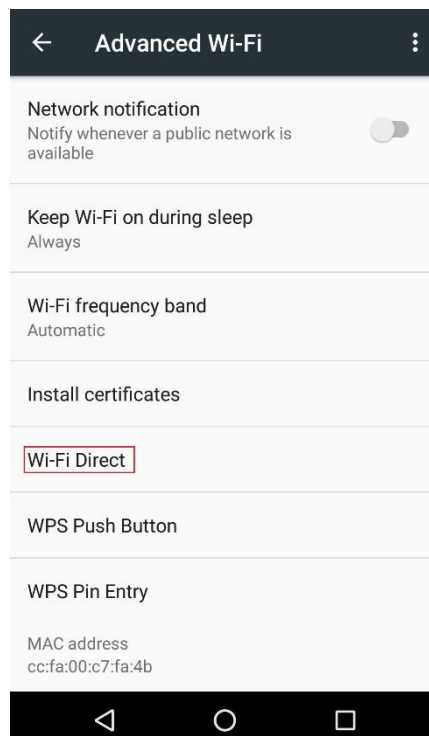 Advanced Wi-Fi
Network notification
Notify whenever a public network is
available
Keep Wi-Fi on during sleep
Always
Wi-Fi frequency band
Automatic
Install certificates
Wi-Fi Direct
WPS Push Button
WPS Pin Entry
MAC address
cc:fa:00:c7:fa:4b